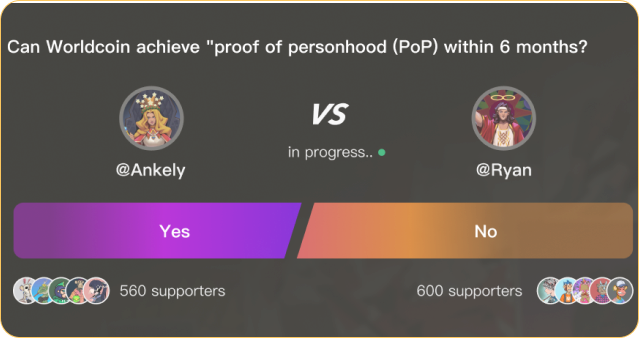 Can Worldcoin achieve "proof of personhood (PoP) within 6 months?
VS
in progress..
@Ankely
@Ryan
Yes
No
560 supporters
600 supporters